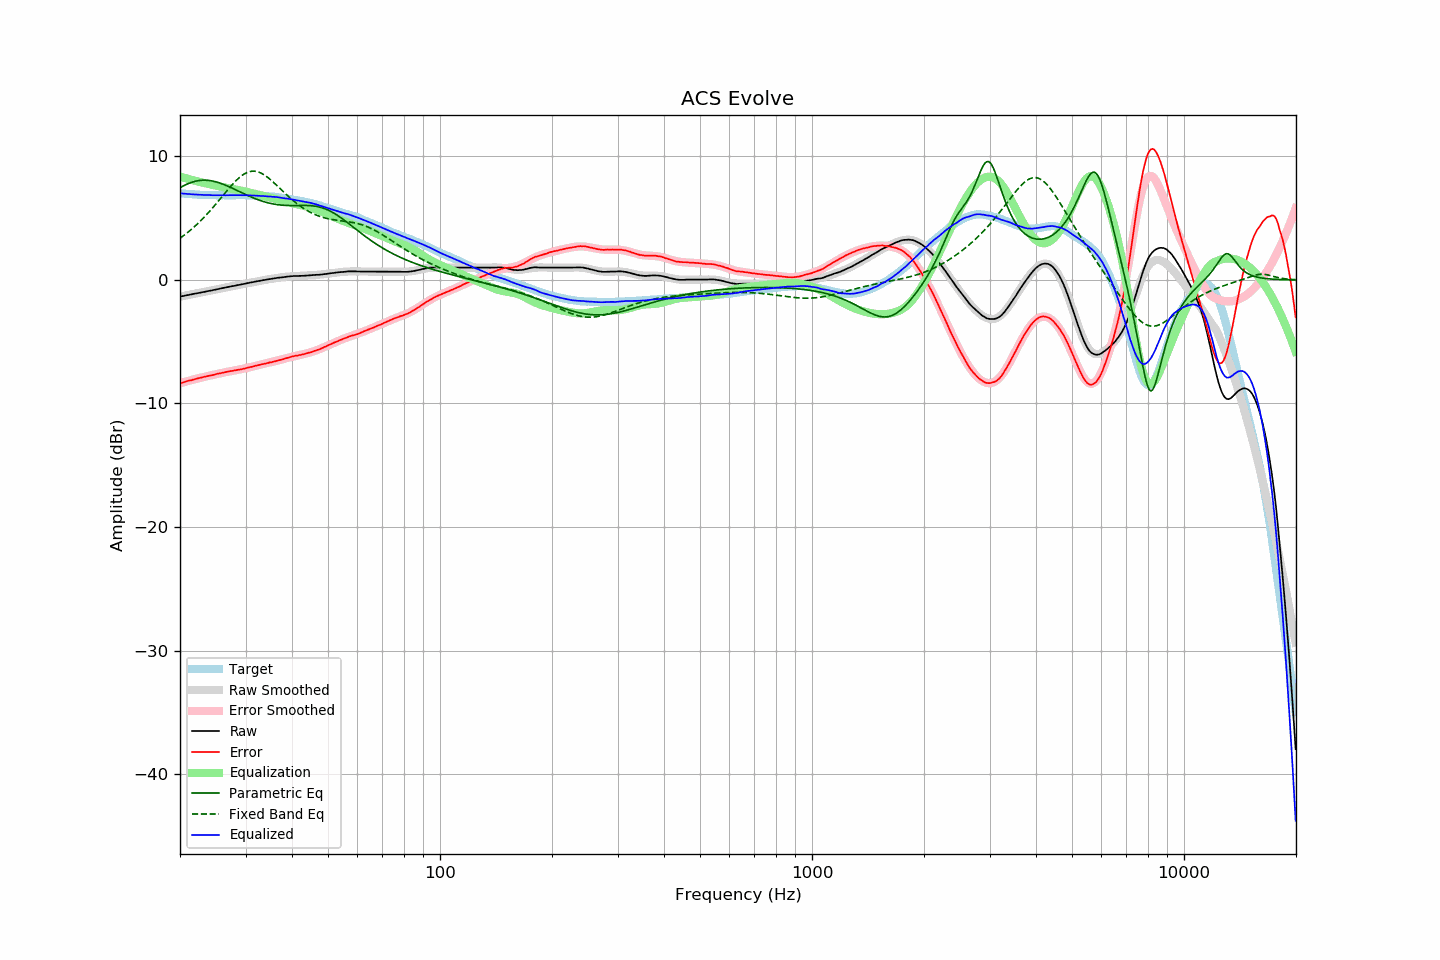 ACS Evolve
10
0
−10
−20
−30
−40
Amplitude (dBr)
Target
Raw Smoothed
Error Smoothed
Raw
Error
Equalization
Parametric Eq
Fixed Band Eq
Equalized
100
1000
10000
Frequency (Hz)